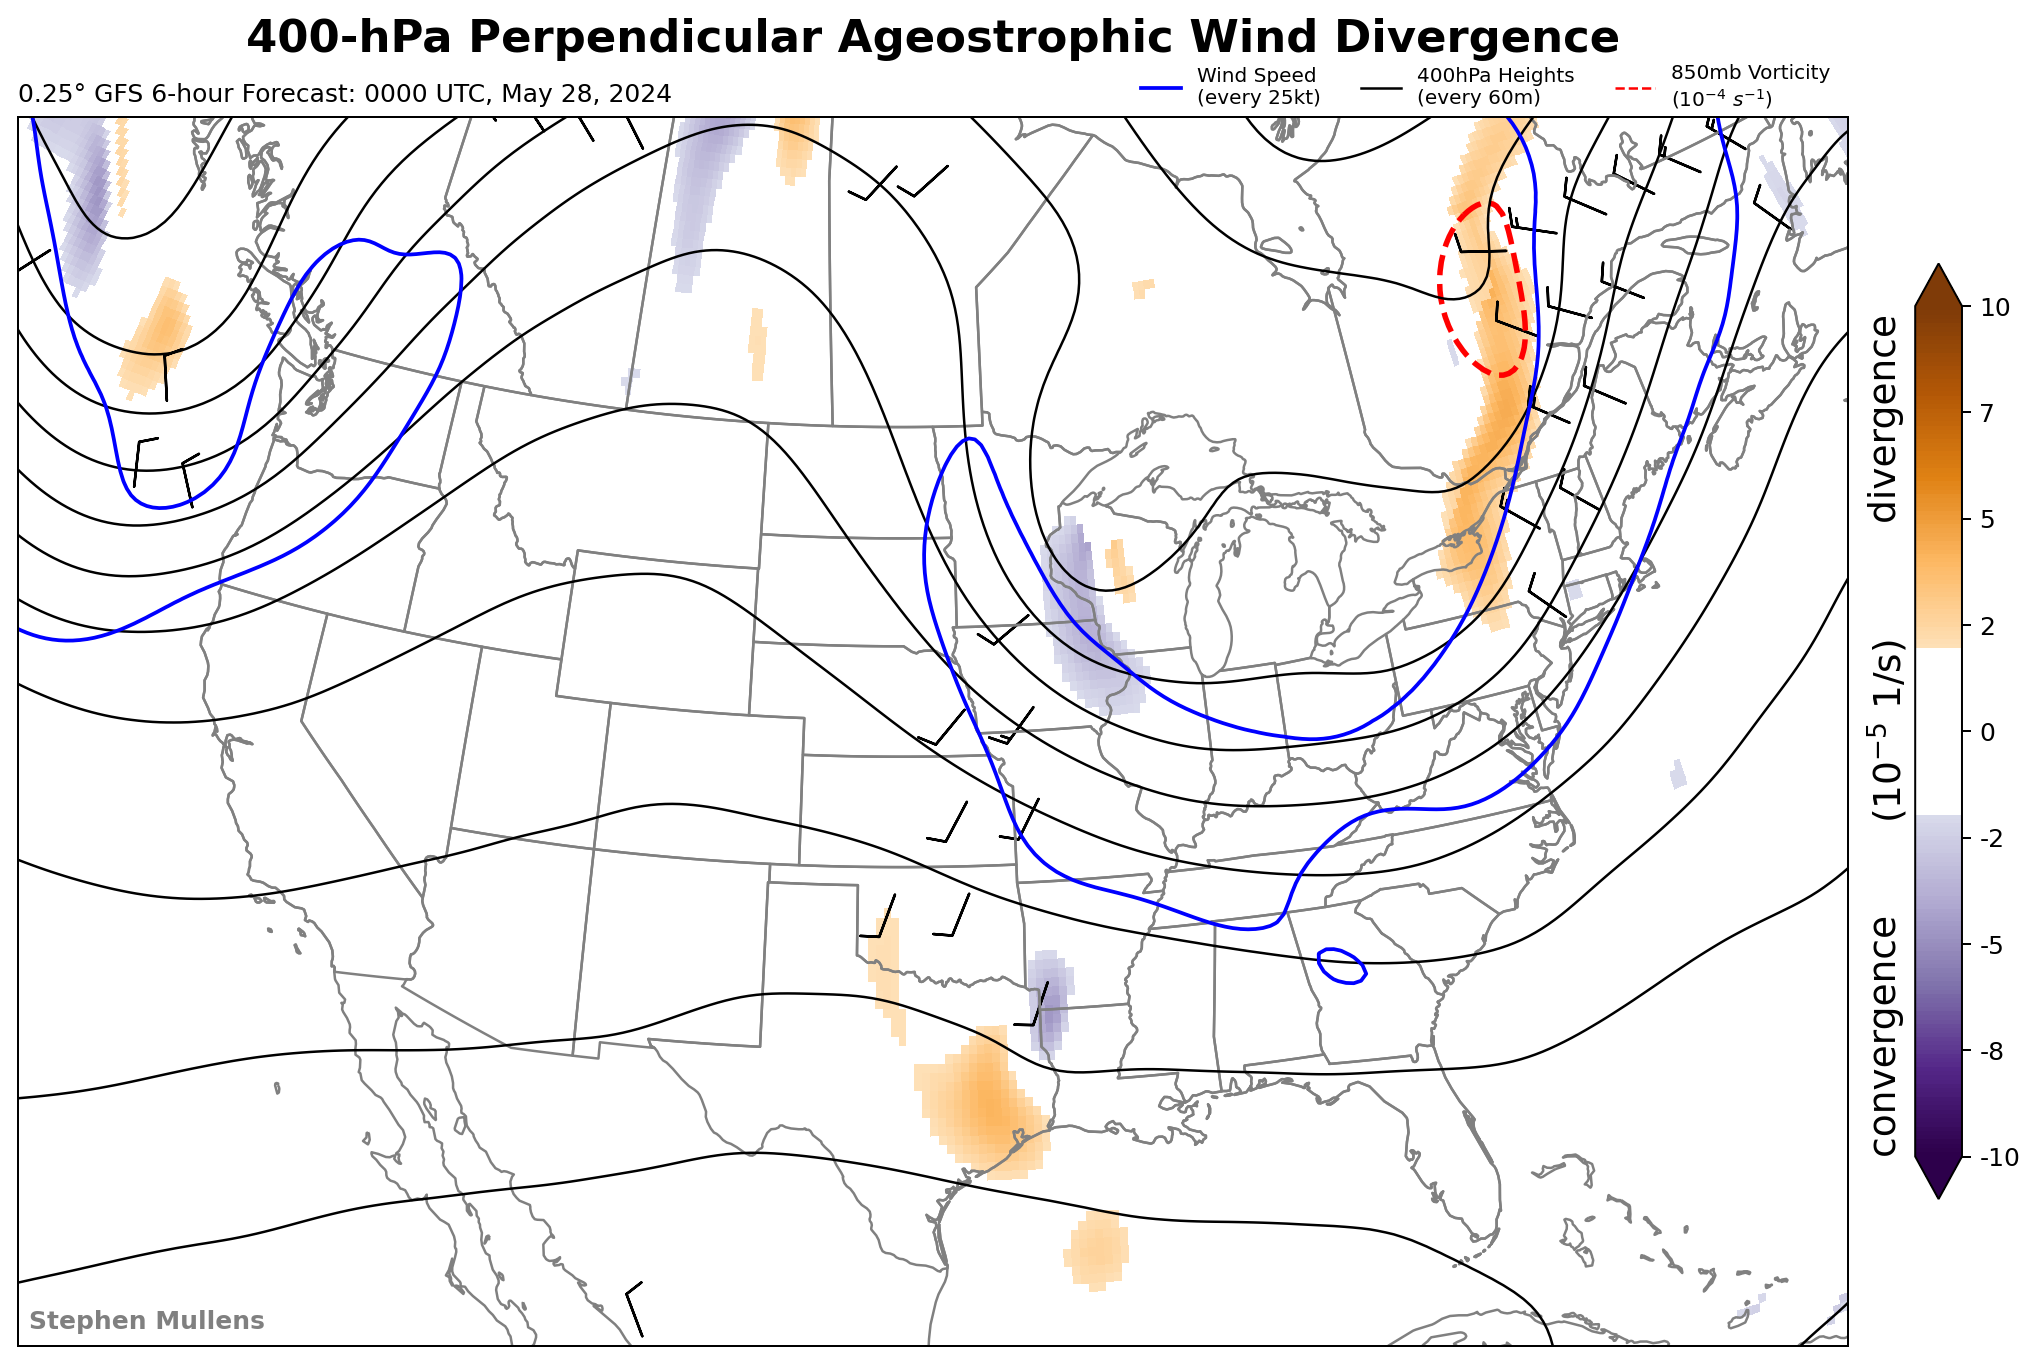 400-hPa Perpendicular Ageostrophic Wind Divergence
0.25° GFS 6-hour Forecast: 0000 UTC, May 28, 2024
Wind Speed
(every 25kt)
400hPa Heights
(every 60m)
850mb Vorticity
(10⁻⁴ s⁻¹)
10
7
5
2
0
-2
-5
-8
-10
convergence (10⁻⁵ 1/s) divergence
Stephen Mullens